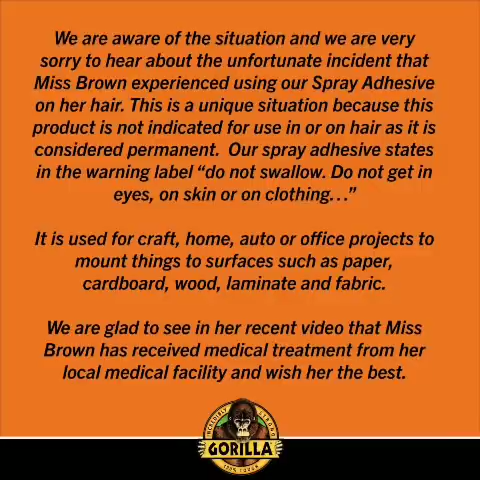 We are aware of the situation and we are very
sorry to hear about the unfortunate incident that
Miss Brown experienced using our Spray Adhesive
on her hair. This is a unique situation because this
product is not indicated for use in or on hair as it is
considered permanent. Our spray adhesive states
in the warning label “do not swallow. Do not get in
eyes, on skin or on clothing…”
It is used for craft, home, auto or office projects to
mount things to surfaces such as paper,
cardboard, wood, laminate and fabric.
We are glad to see in her recent video that Miss
Brown has received medical treatment from her
local medical facility and wish her the best.
INCREDIBLY STRONG
GORILLA
100% TOUGH